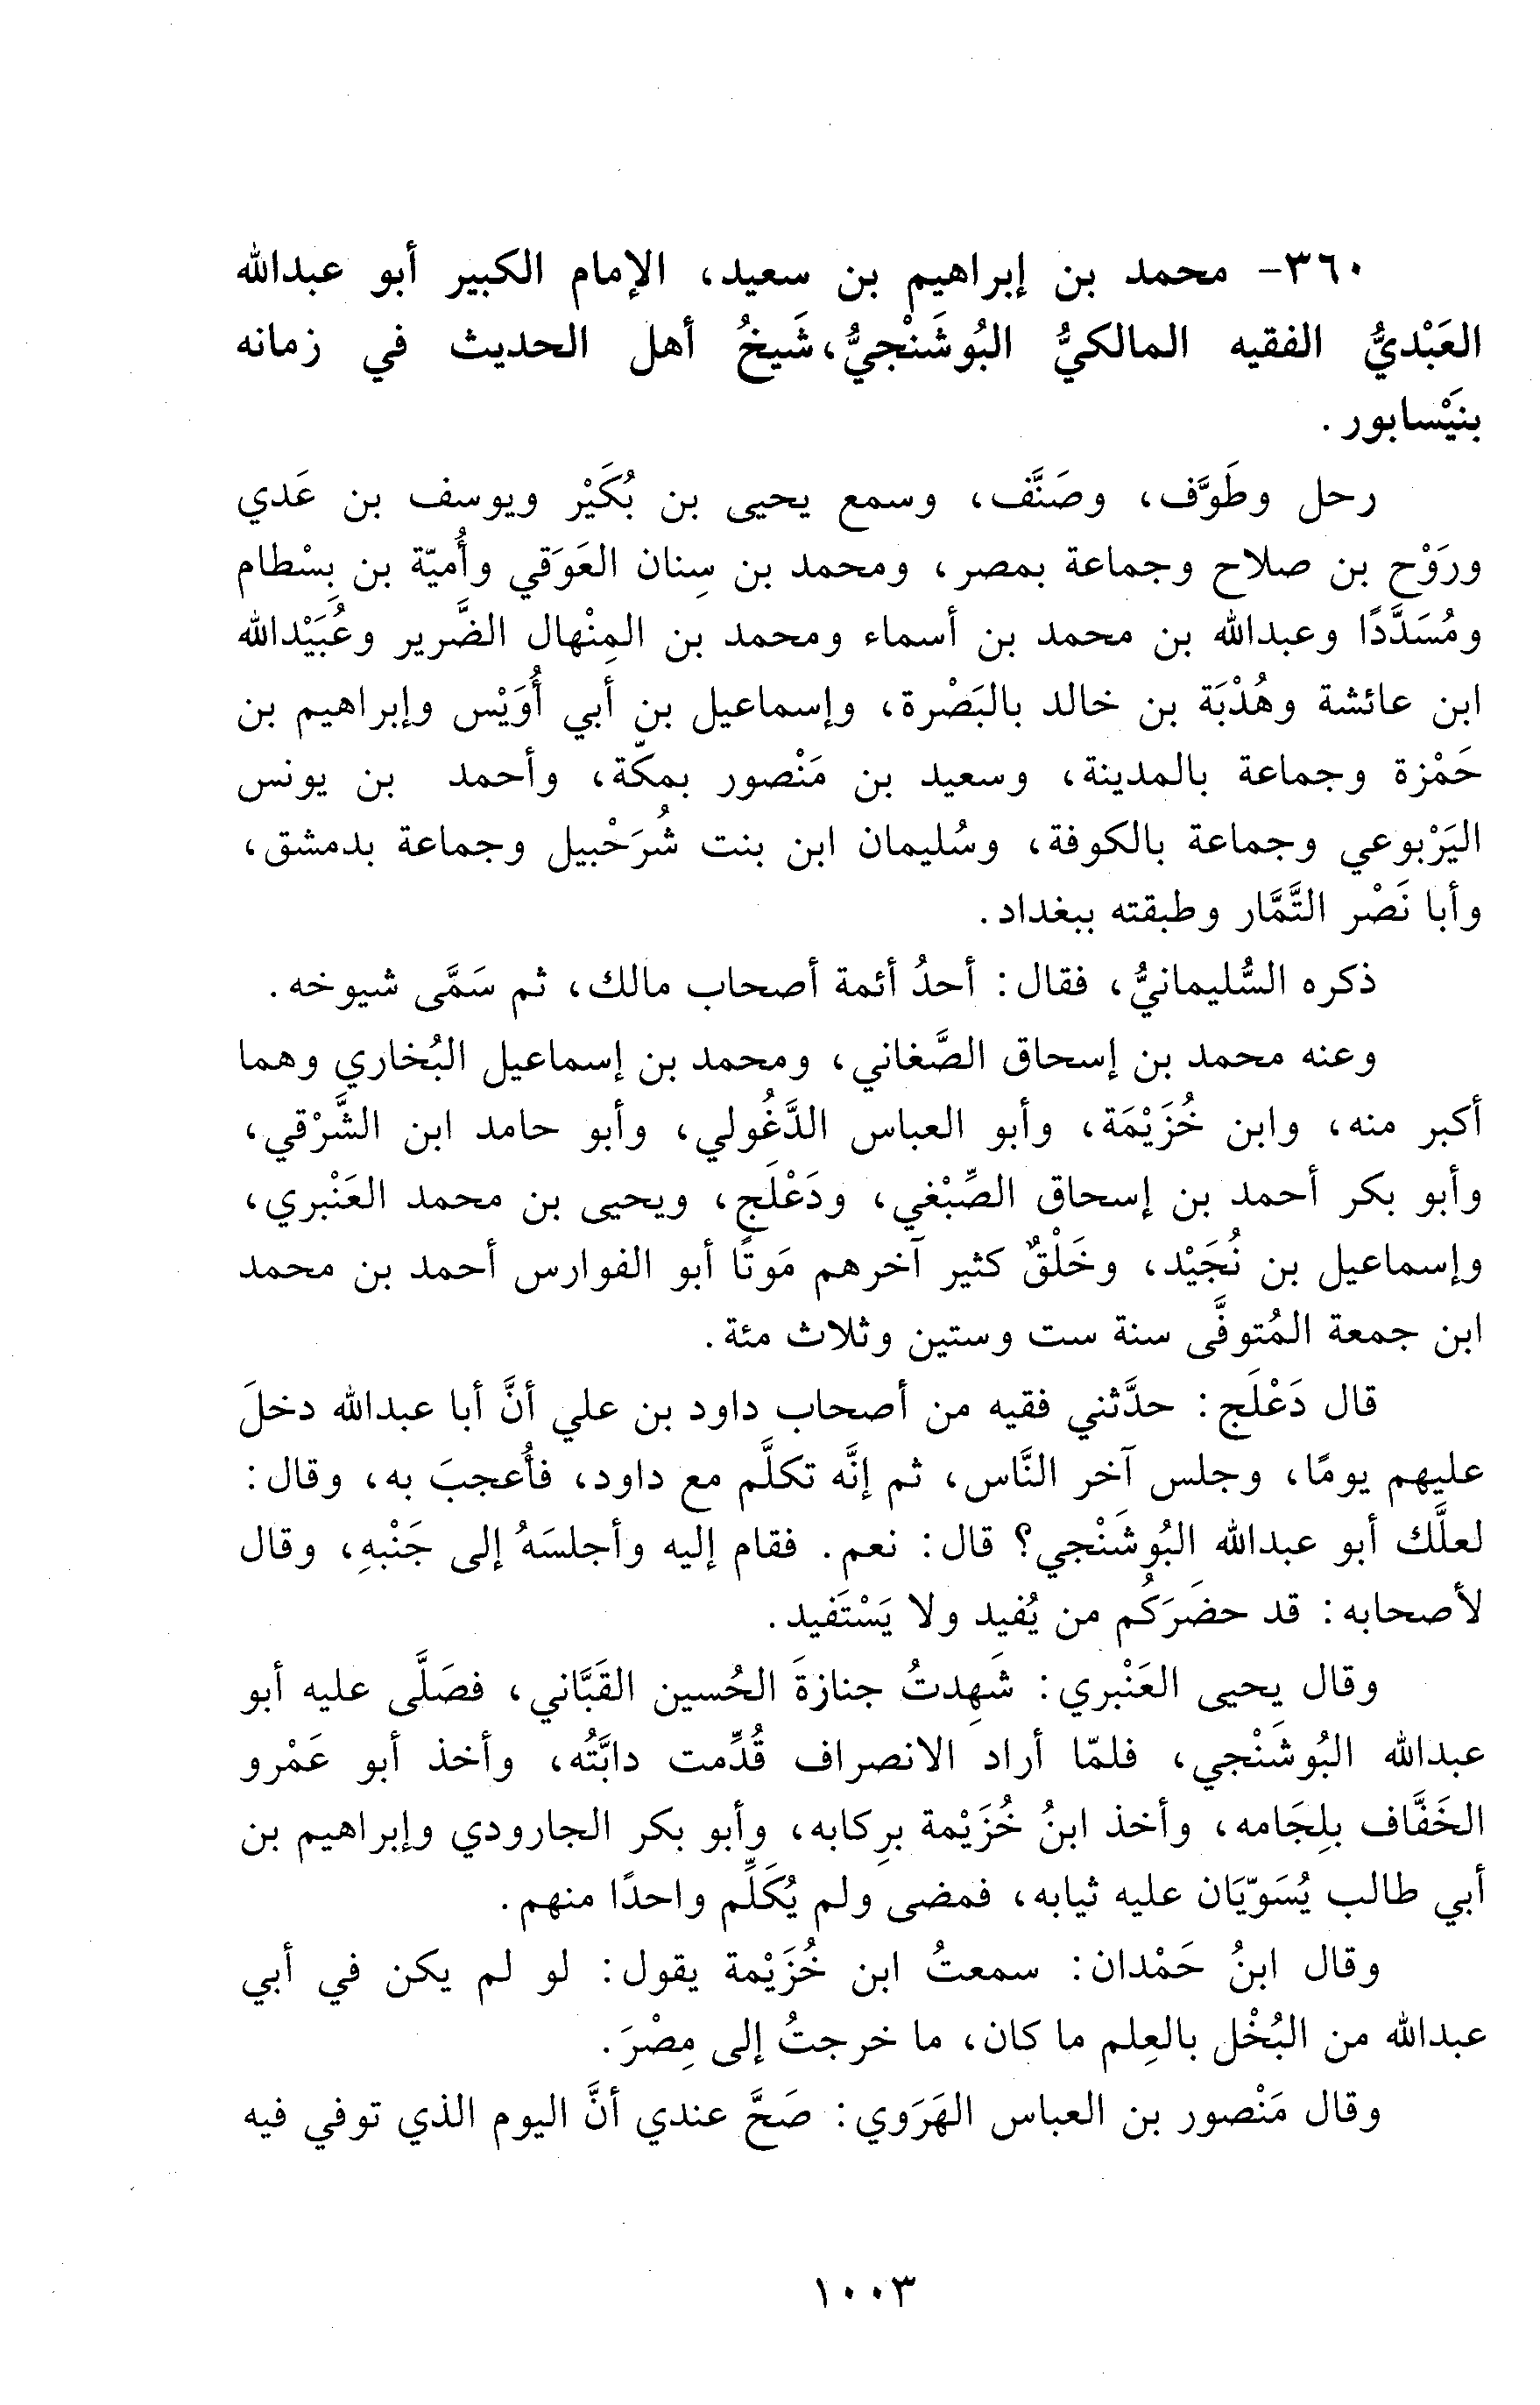 ٣٦٠- محمد بن إبراهيم بن سعيد، الإمام الكبير أبو عبدالله
العَبْديُّ الفقيه المالكيُّ البُوشَنْجيُّ، شَيخُ أهل الحديث في زمانه
بنَيْسابور.
رحل وطَوَّف، وصَنَّف، وسمع يحيى بن بُكَيْر ويوسف بن عَدي
ورَوْح بن صلاح وجماعة بمصر، ومحمد بن سِنان العَوَقي وأُميّة بن بِسْطام
ومُسَدَّدًا وعبدالله بن محمد بن أسماء ومحمد بن المِنْهال الضَّرير وعُبَيْدالله
ابن عائشة وهُدْبَة بن خالد بالبَصْرة، وإسماعيل بن أبي أُوَيْس وإبراهيم بن
حَمْزة وجماعة بالمدينة، وسعيد بن مَنْصور بمكّة، وأحمد بن يونس
اليَرْبوعي وجماعة بالكوفة، وسُليمان ابن بنت شُرَحْبيل وجماعة بدمشق،
وأبا نَصْر التَّمَّار وطبقته ببغداد.
ذكره السُّليمانيُّ، فقال: أحدُ أئمة أصحاب مالك، ثم سَمَّى شيوخه.
وعنه محمد بن إسحاق الصَّغاني، ومحمد بن إسماعيل البُخاري وهما
أكبر منه، وابن خُزَيْمَة، وأبو العباس الدَّغُولي، وأبو حامد ابن الشَّرْقي،
وأبو بكر أحمد بن إسحاق الصِّبْغي، ودَعْلَج، ويحيى بن محمد العَنْبري،
وإسماعيل بن نُجَيْد، وخَلْقٌ كثير آخرهم مَوتًا أبو الفوارس أحمد بن محمد
ابن جمعة المُتوفَّى سنة ست وستين وثلاث مئة.
قال دَعْلَج: حدَّثني فقيه من أصحاب داود بن علي أنَّ أبا عبدالله دخلَ
عليهم يومًا، وجلس آخر النَّاس، ثم إنَّه تكلَّم مع داود، فأُعجبَ به، وقال:
لعلَّك أبو عبدالله البُوشَنْجي؟ قال: نعم. فقام إليه وأجلسَهُ إلى جَنْبهِ، وقال
لأصحابه: قد حضَرَكُم من يُفيد ولا يَسْتَفيد.
وقال يحيى العَنْبري: شَهِدتُ جنازةَ الحُسين القَبَّاني، فصَلَّى عليه أبو
عبدالله البُوشَنْجي، فلمّا أراد الانصراف قُدِّمت دابَّتُه، وأخذ أبو عَمْرو
الخَفَّاف بلِجَامه، وأخذ ابنُ خُزَيْمة برِكابه، وأبو بكر الجارودي وإبراهيم بن
أبي طالب يُسَوّيَان عليه ثيابه، فمضى ولم يُكَلِّم واحدًا منهم.
وقال ابنُ حَمْدان: سمعتُ ابن خُزَيْمة يقول: لو لم يكن في أبي
عبدالله من البُخْل بالعِلم ما كان، ما خرجتُ إلى مِصْرَ.
وقال مَنْصور بن العباس الهَرَوي: صَحَّ عندي أنَّ اليوم الذي توفي فيه
١٠٠٣